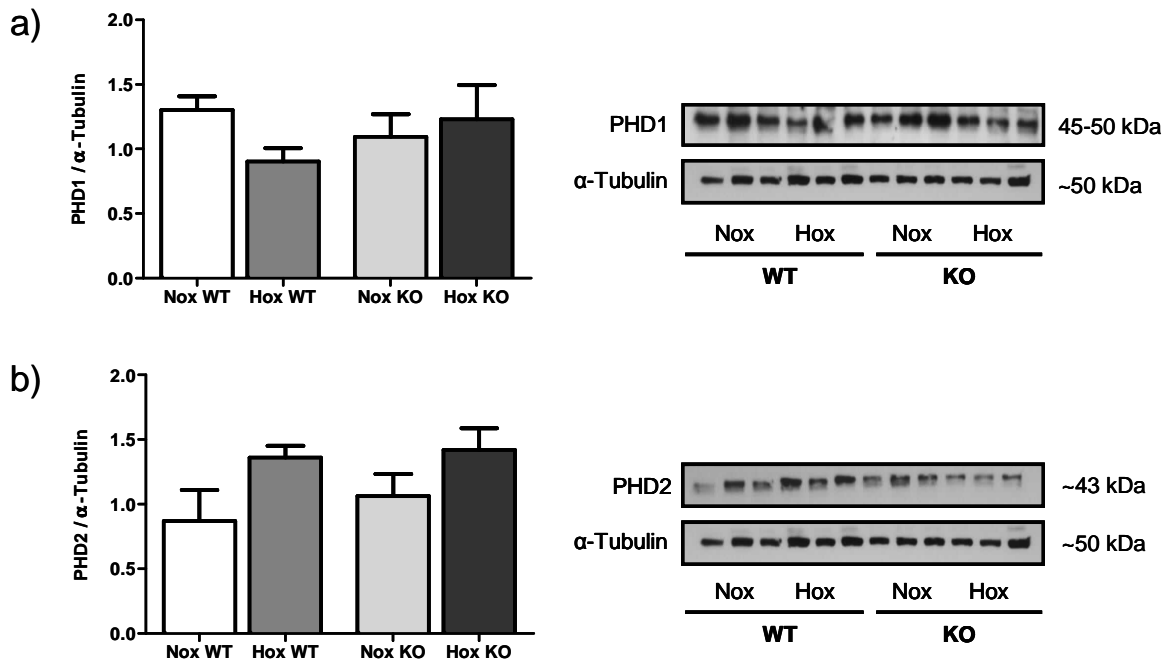 a)
PHD1 / α-Tubulin
2.0
1.5
1.0
0.5
0.0
Nox WT Hox WT Nox KO Hox KO
PHD1 45-50 kDa
α-Tubulin ~50 kDa
Nox Hox Nox Hox
WT KO
b)
PHD2 / α-Tubulin
2.0
1.5
1.0
0.5
0.0
Nox WT Hox WT Nox KO Hox KO
PHD2 ~43 kDa
α-Tubulin ~50 kDa
Nox Hox Nox Hox
WT KO